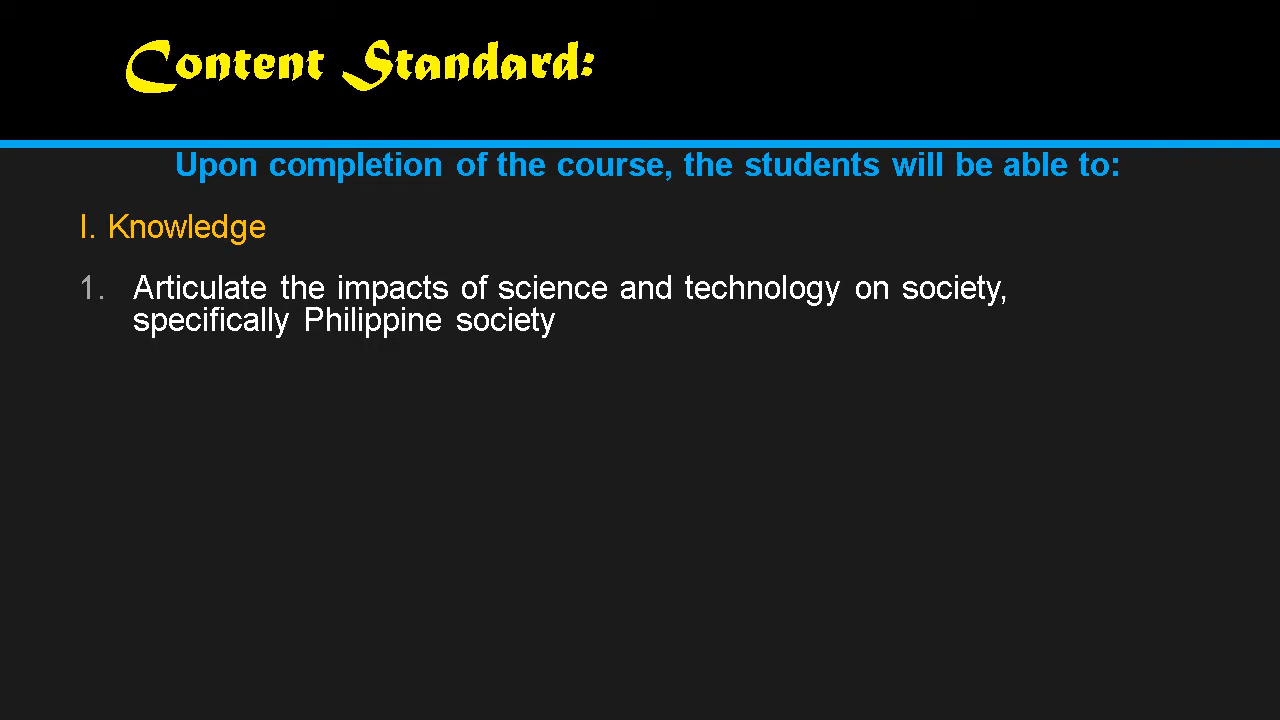 Content Standard:
Upon completion of the course, the students will be able to:
I. Knowledge
1. Articulate the impacts of science and technology on society,
specifically Philippine society